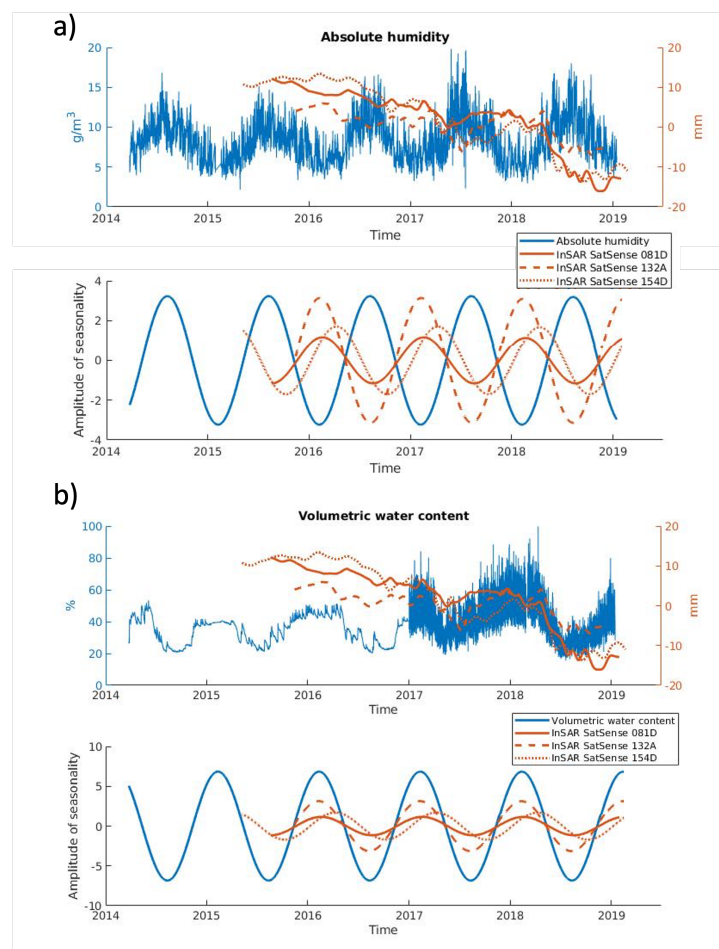 a)
Absolute humidity
20
15
10
5
0
g/m³
20
10
0
-10
-20
mm
2014 2015 2016 2017 2018 2019
Time
Absolute humidity
InSAR SatSense 081D
InSAR SatSense 132A
InSAR SatSense 154D
4
2
0
-2
-4
Amplitude of seasonality
2014 2015 2016 2017 2018 2019
Time
b)
Volumetric water content
100
80
60
40
20
0
%
20
10
0
-10
-20
mm
2014 2015 2016 2017 2018 2019
Time
Volumetric water content
InSAR SatSense 081D
InSAR SatSense 132A
InSAR SatSense 154D
10
5
0
-5
-10
Amplitude of seasonality
2014 2015 2016 2017 2018 2019
Time